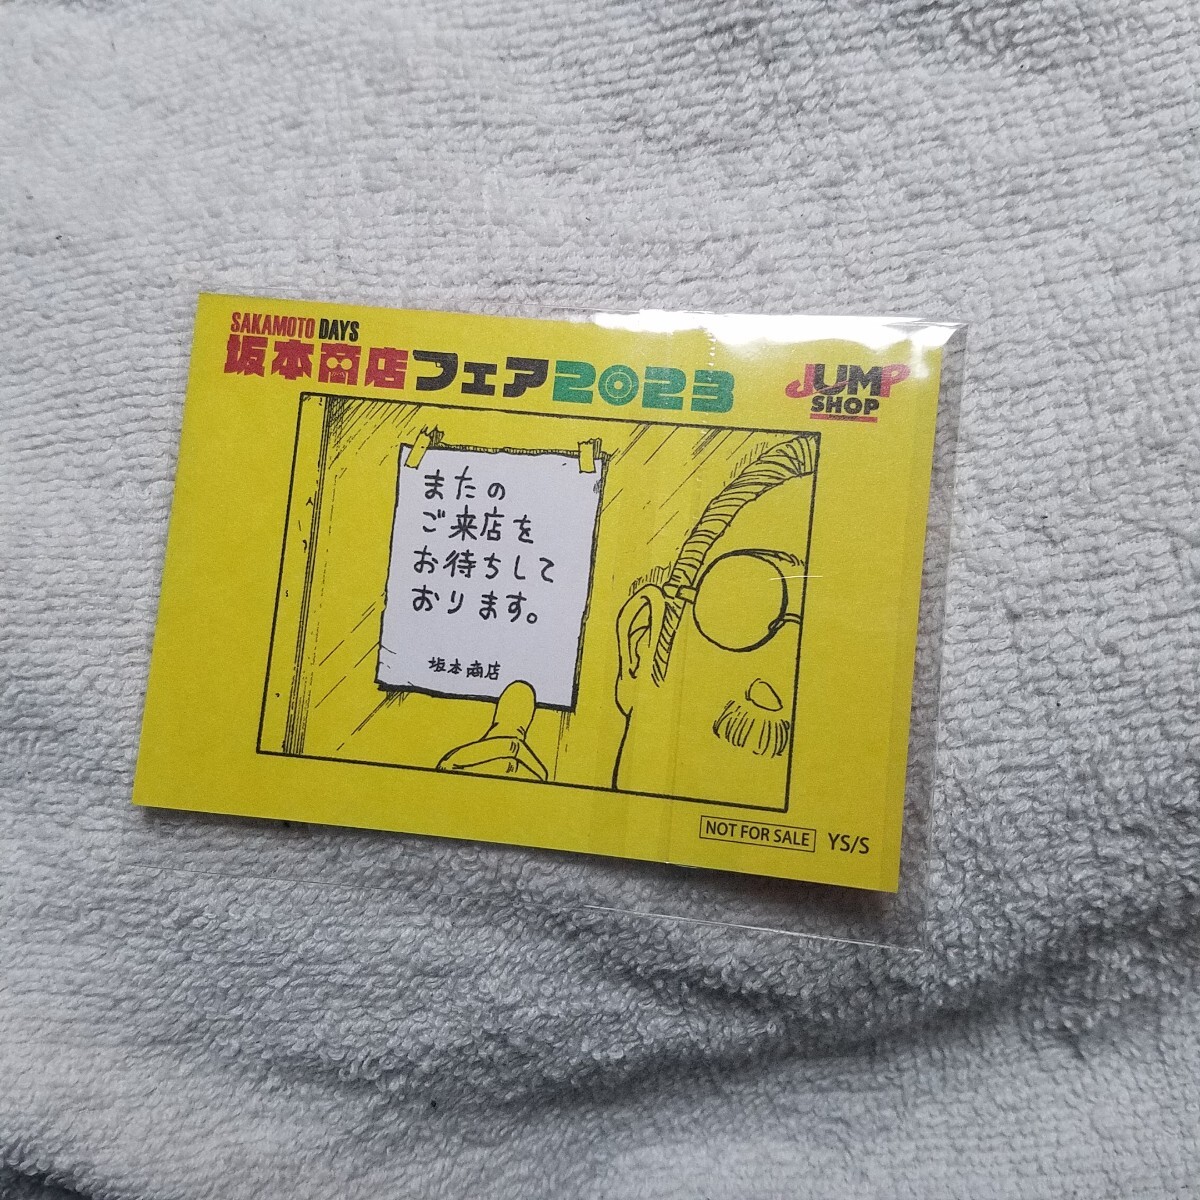 SAKAMOTO DAYS
坂本商店フェア2023
JUMP
SHOP
またの
ご来店を
お待ちして
おります。
坂本商店
NOT FOR SALE YS/S